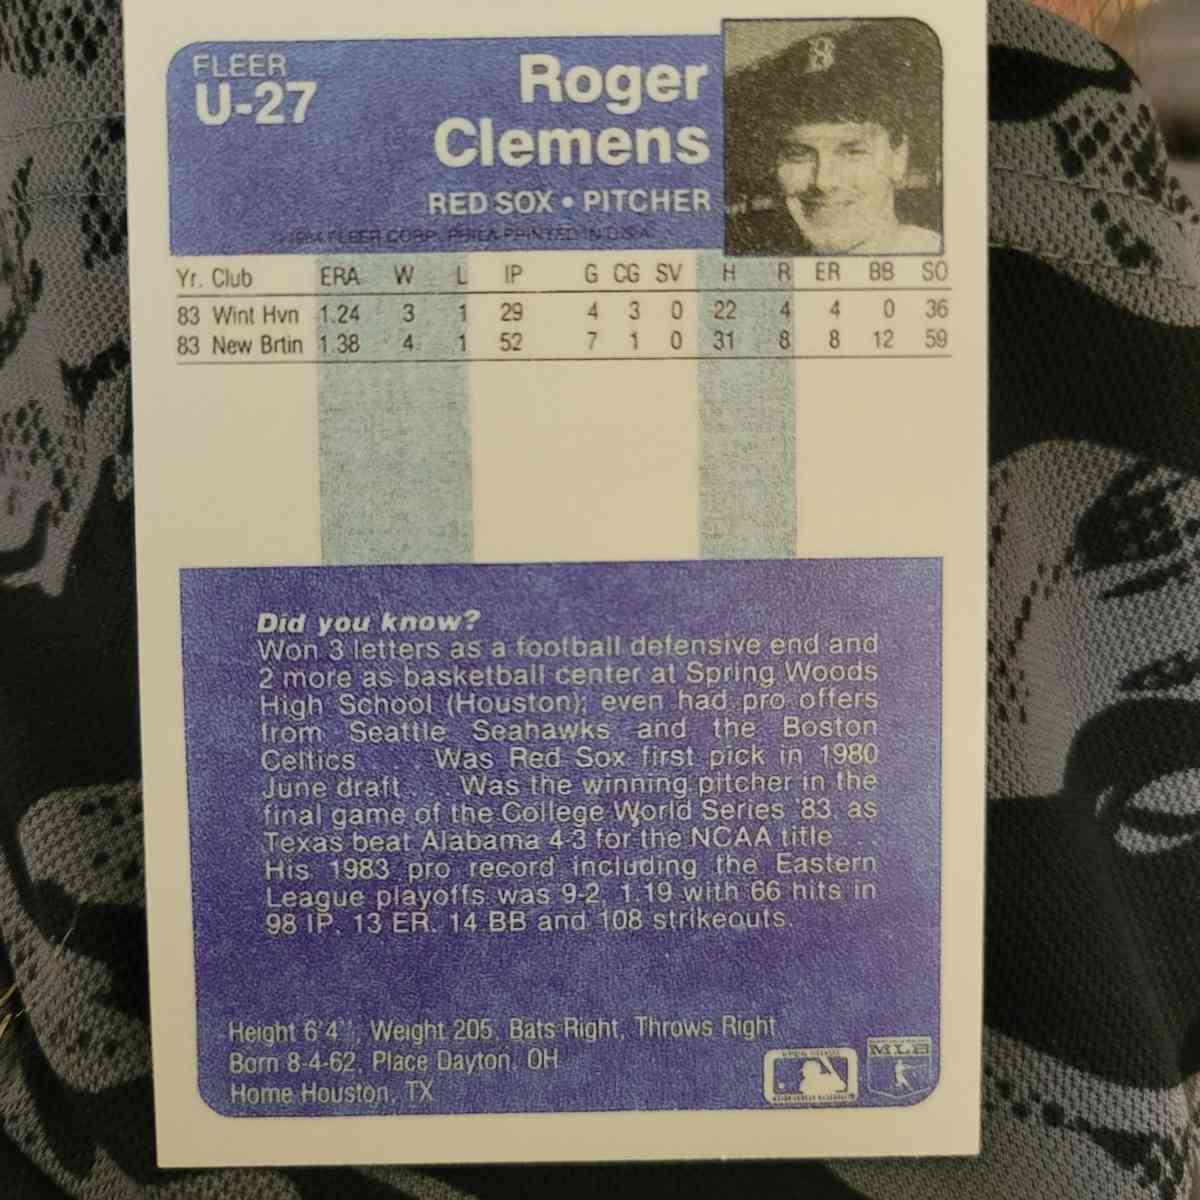 FLEER
U-27
Roger
Clemens
RED SOX • PITCHER
©1984 FLEER CORP. PHILA PRINTED IN U.S.A.
Yr. Club ERA W L IP G CG SV H R ER BB SO
83 Wint Hvn 1.24 3 1 29 4 3 0 22 4 4 0 36
83 New Brtin 1.38 4 1 52 7 1 0 31 8 8 12 59
Did you know?
Won 3 letters as a football defensive end and
2 more as basketball center at Spring Woods
High School (Houston); even had pro offers
from Seattle Seahawks and the Boston
Celtics . . . Was Red Sox first pick in 1980
June draft . . . Was the winning pitcher in the
final game of the College World Series '83, as
Texas beat Alabama 4-3 for the NCAA title . . .
His 1983 pro record including the Eastern
League playoffs was 9-2, 1.19 with 66 hits in
98 IP, 13 ER, 14 BB and 108 strikeouts.
Height 6'4", Weight 205, Bats Right, Throws Right
Born 8-4-62, Place Dayton, OH
Home Houston, TX
MLB